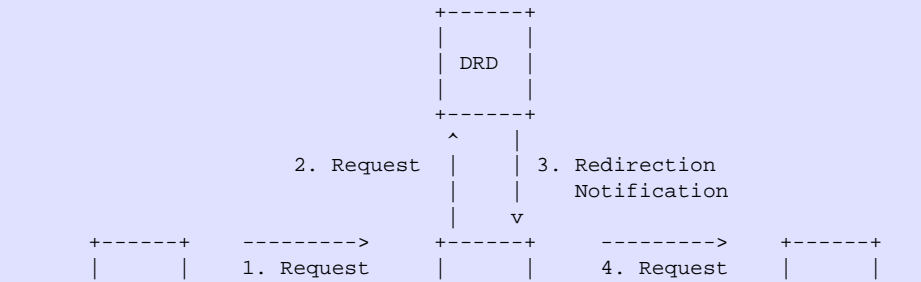 +------+
|      |
| DRD  |
|      |
+------+
^    |
2. Request  |    | 3. Redirection
|    |    Notification
|    v
+------+    --------->    +------+    --------->    +------+
|      |    1. Request    |      |    4. Request    |      |